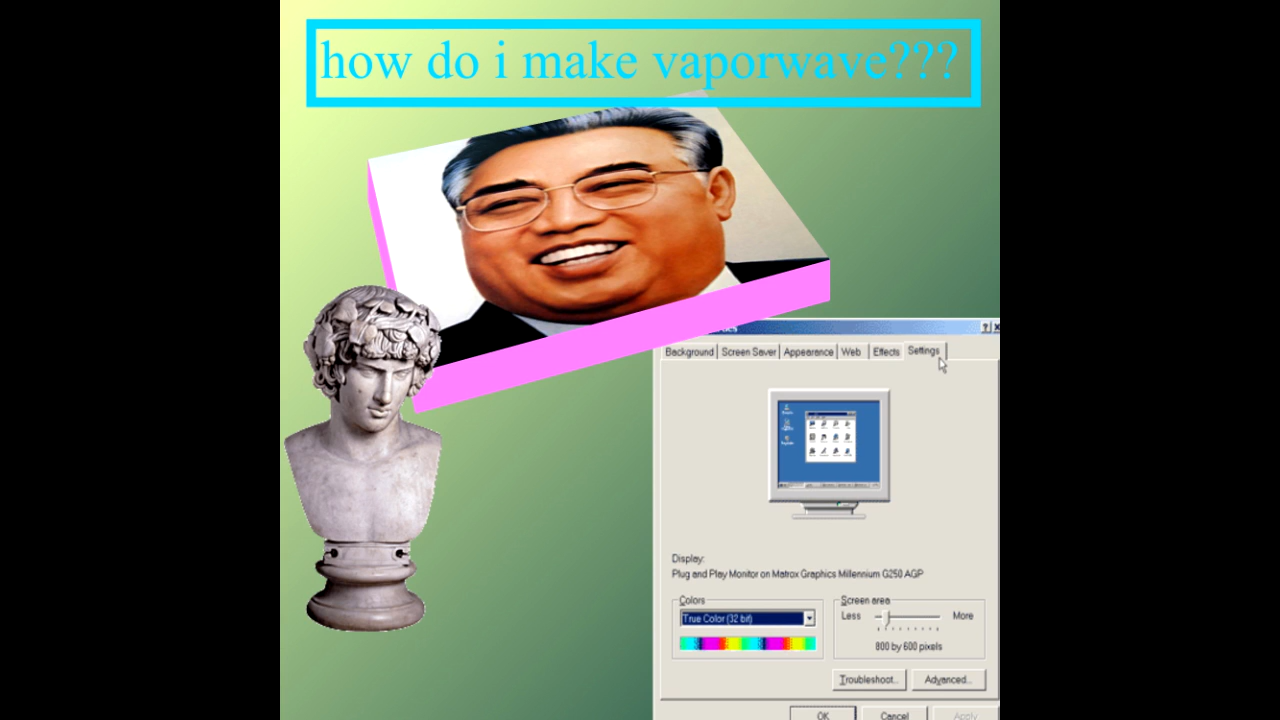 how do i make vaporwave???
Background Screen Saver Appearance Web Effects Settings
Display:
Plug and Play Monitor on Matrox Graphics Millennium G250 AGP
Colors
True Color (32 bit)
Screen area
Less More
800 by 600 pixels
Troubleshoot... Advanced...
OK Cancel Apply